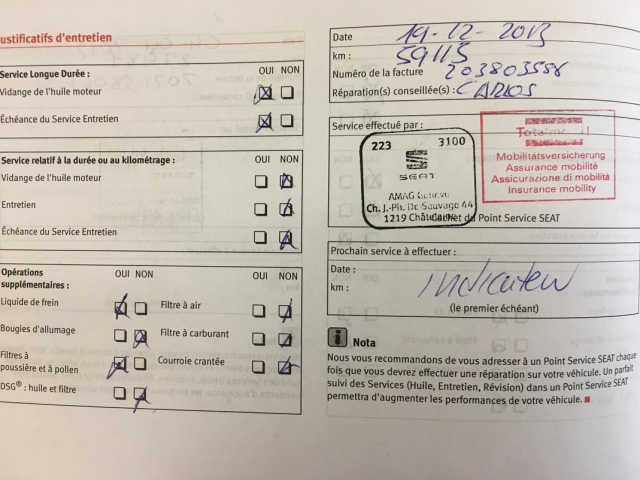 ustificatifs d'entretien
Service Longue Durée :
OUI NON
Vidange de l'huile moteur
Échéance du Service Entretien
Service relatif à la durée ou au kilométrage :
OUI NON
Vidange de l'huile moteur
Entretien
Échéance du Service Entretien
Opérations supplémentaires :
OUI NON
OUI NON
Liquide de frein
Filtre à air
Bougies d'allumage
Filtre à carburant
Filtres à
poussière et à pollen
Courroie crantée
DSG® : huile et filtre
Date 19-12-2013
km : 59115
Numéro de la facture 203803556
Réparation(s) conseillée(s) : CARLOS
Service effectué par :
223 3100
SEAT
AMAG
Ch. J.-Ph. De-Sauvage 44
1219 Châtelaine
Cachet du Point Service SEAT
Mobilitätsversicherung
Assurance mobilité
Assicurazione di mobilità
Insurance mobility
Prochain service à effectuer :
Date :
km :
(le premier échéant)
i Nota
Nous vous recommandons de vous adresser à un Point Service SEAT chaque
fois que vous devrez effectuer une réparation sur votre véhicule. Un parfait
suivi des Services (Huile, Entretien, Révision) dans un Point Service SEAT
permettra d'augmenter les performances de votre véhicule.